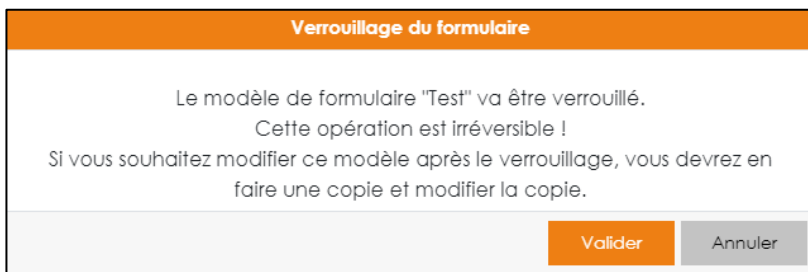 Verrouillage du formulaire
Le modèle de formulaire "Test" va être verrouillé.
Cette opération est irréversible !
Si vous souhaitez modifier ce modèle après le verrouillage, vous devrez en
faire une copie et modifier la copie.
Valider Annuler